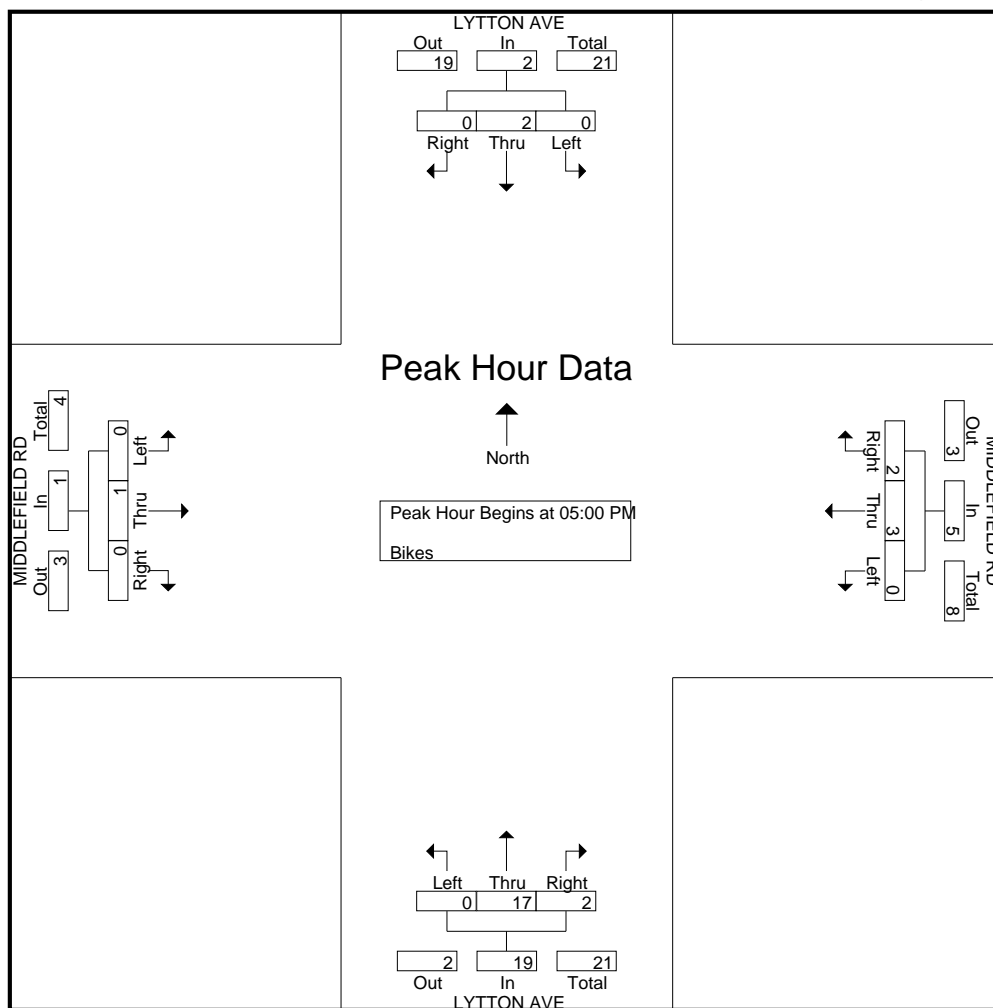 LYTTON AVE
Out In Total
19 2 21
0 2 0
Right Thru Left
Peak Hour Data
North
Peak Hour Begins at 05:00 PM
Bikes
MIDDLEFIELD RD
Total In Out
4 1 3
0 1 0
Left Thru Right
Right Thru Left
2 3 0
3 5 8
Out In Total
MIDDLEFIELD RD
Left Thru Right
0 17 2
2 19 21
Out In Total
LYTTON AVE